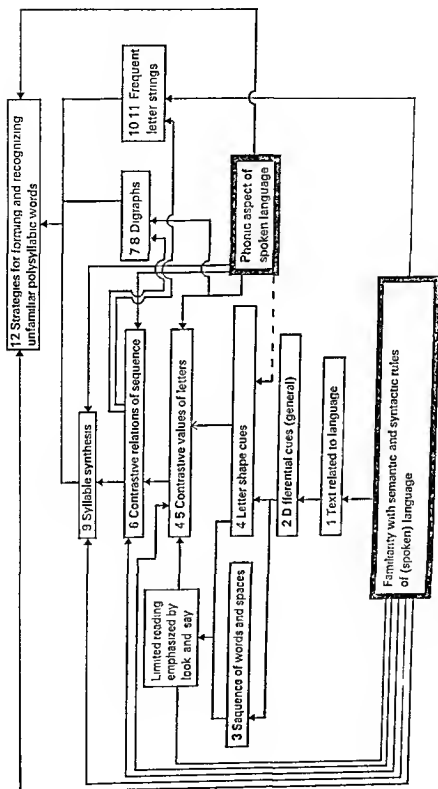 12 Strategies for forming and recognizing
unfamiliar polysyllabic words
10 11 Frequent
letter strings
7 8 Digraphs
9 Syllable synthesis
6 Contrastive relations of sequence
Phonic aspect of
spoken language
4 5 Contrastive values of letters
Limited reading
emphasized by
look and say
4 Letter shape cues
3 Saquence of words and spaces
2 D fferential cues (general)
1 Text related to language
Familiarity with semantic and syntactic rules
of (spoken) language